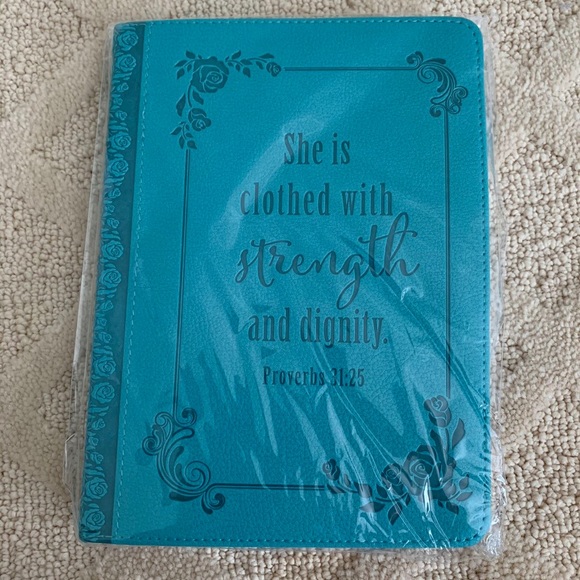 She is
clothed with
strength
and dignity.
Proverbs 31:25